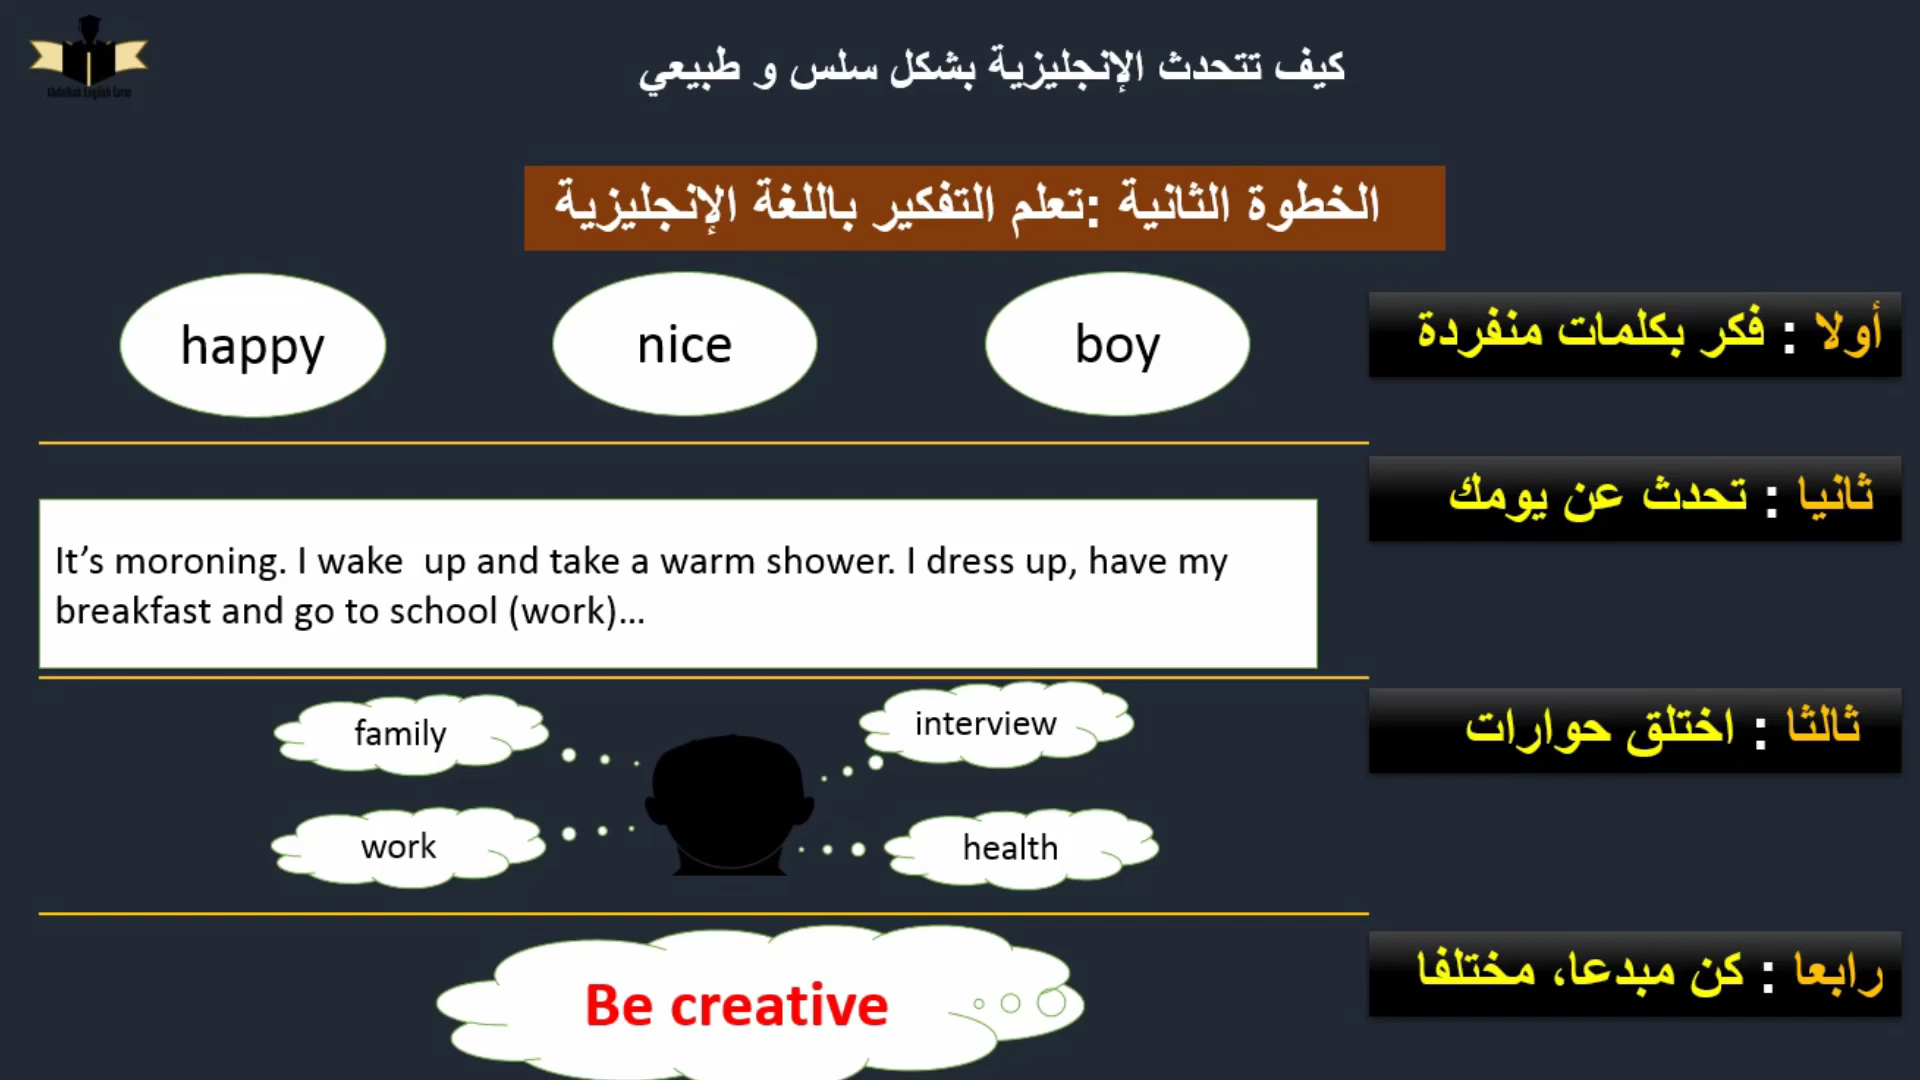 كيف تتحدث الإنجليزية بشكل سلس و طبيعي
الخطوة الثانية :تعلم التفكير باللغة الإنجليزية
أولا : فكر بكلمات منفردة
boy
nice
happy
ثانيا : تحدث عن يومك
It’s moroning. I wake  up and take a warm shower. I dress up, have my
breakfast and go to school (work)...
ثالثا : اختلق حوارات
family
interview
work
health
رابعا : كن مبدعا، مختلفا
Be creative